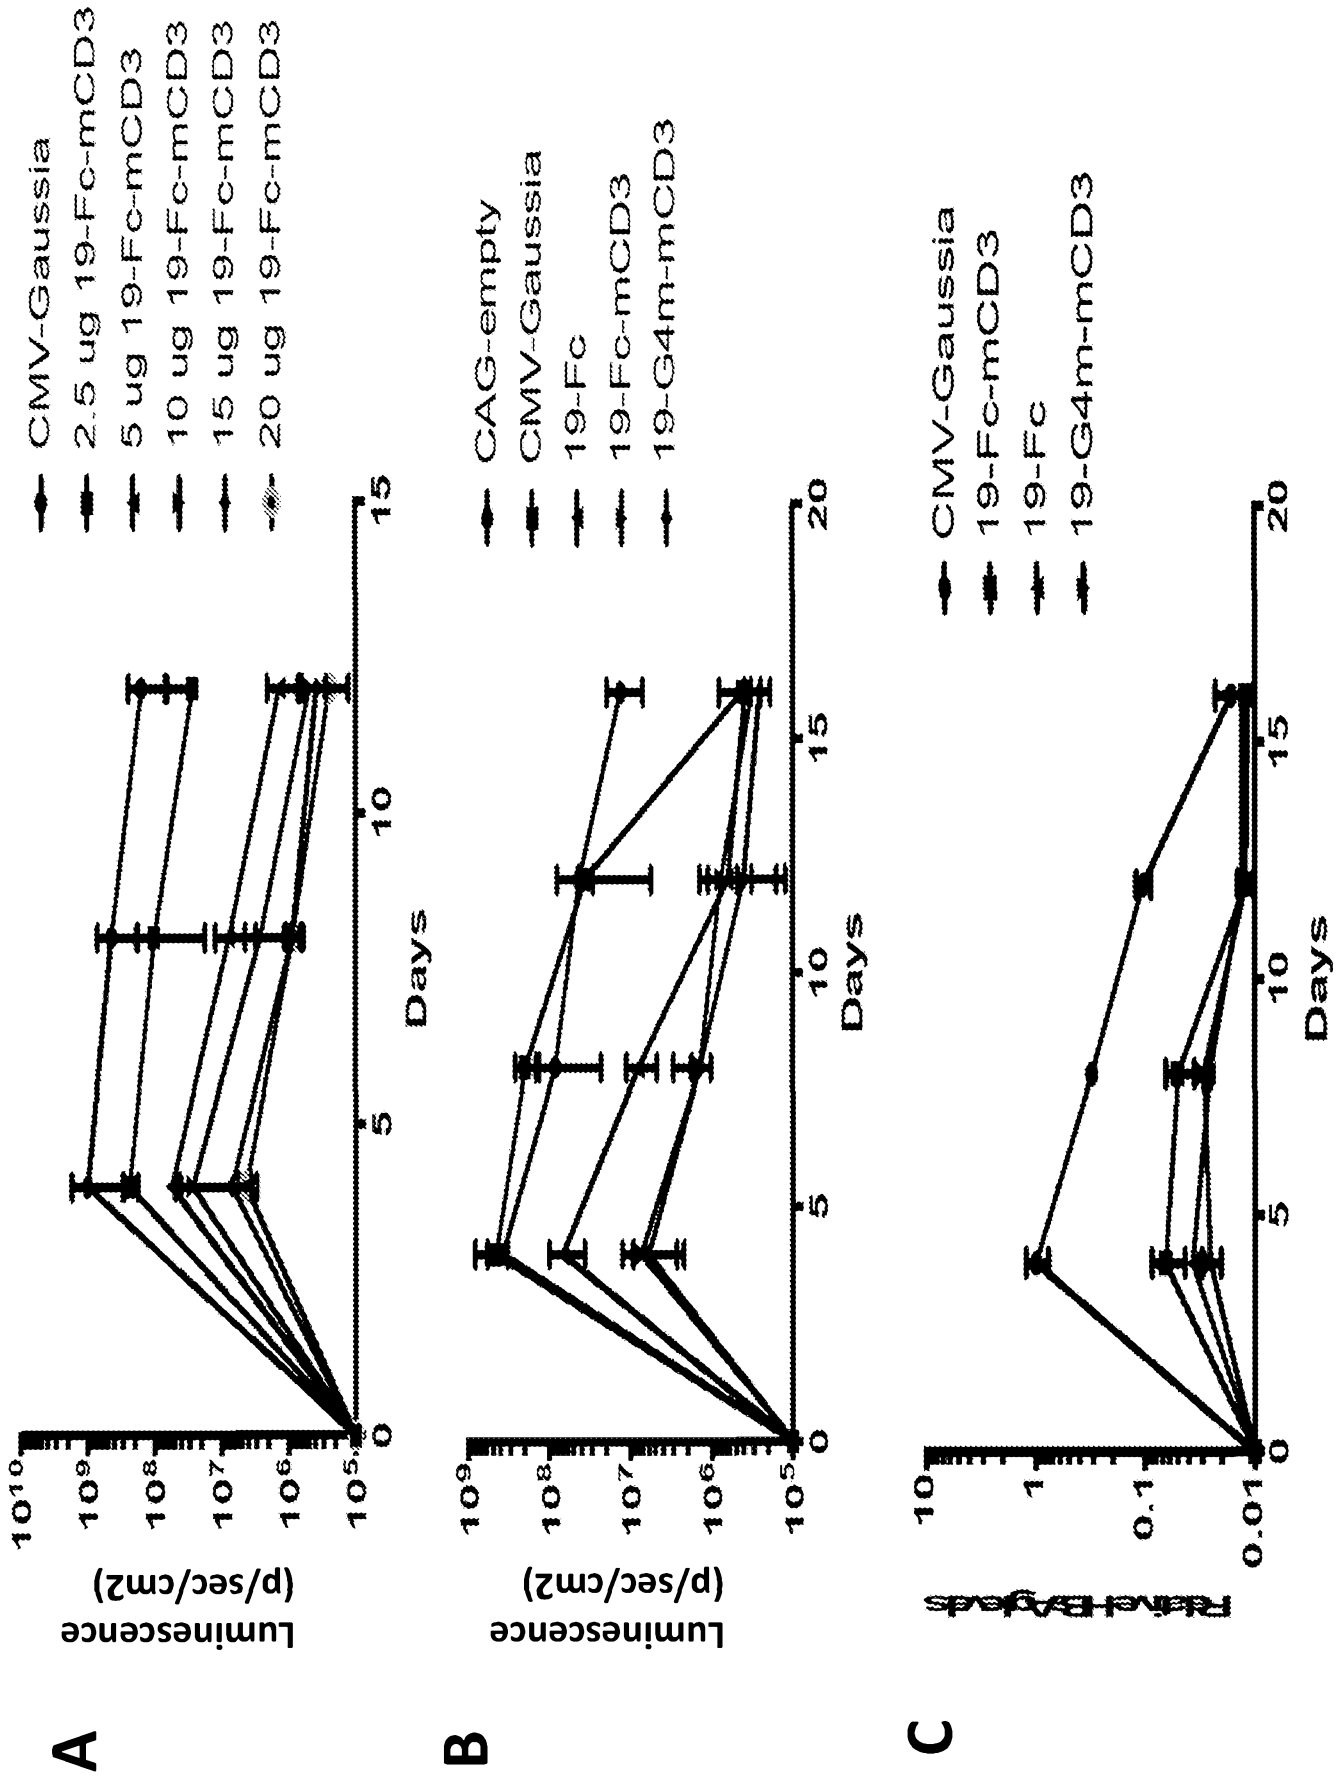 A
Luminescence
(p/sec/cm2)
10¹⁰
10⁹
10⁸
10⁷
10⁶
10⁵
0
5
10
15
Days
CMV-Gaussia
2.5 ug 19-Fc-mCD3
5 ug 19-Fc-mCD3
10 ug 19-Fc-mCD3
15 ug 19-Fc-mCD3
20 ug 19-Fc-mCD3
B
Luminescence
(p/sec/cm2)
10⁹
10⁸
10⁷
10⁶
10⁵
0
5
10
15
20
Days
CAG-empty
CMV-Gaussia
19-Fc
19-Fc-mCD3
19-G4m-mCD3
C
10
1
0.1
0.01
0
5
10
15
20
Days
CMV-Gaussia
19-Fc-mCD3
19-Fc
19-G4m-mCD3